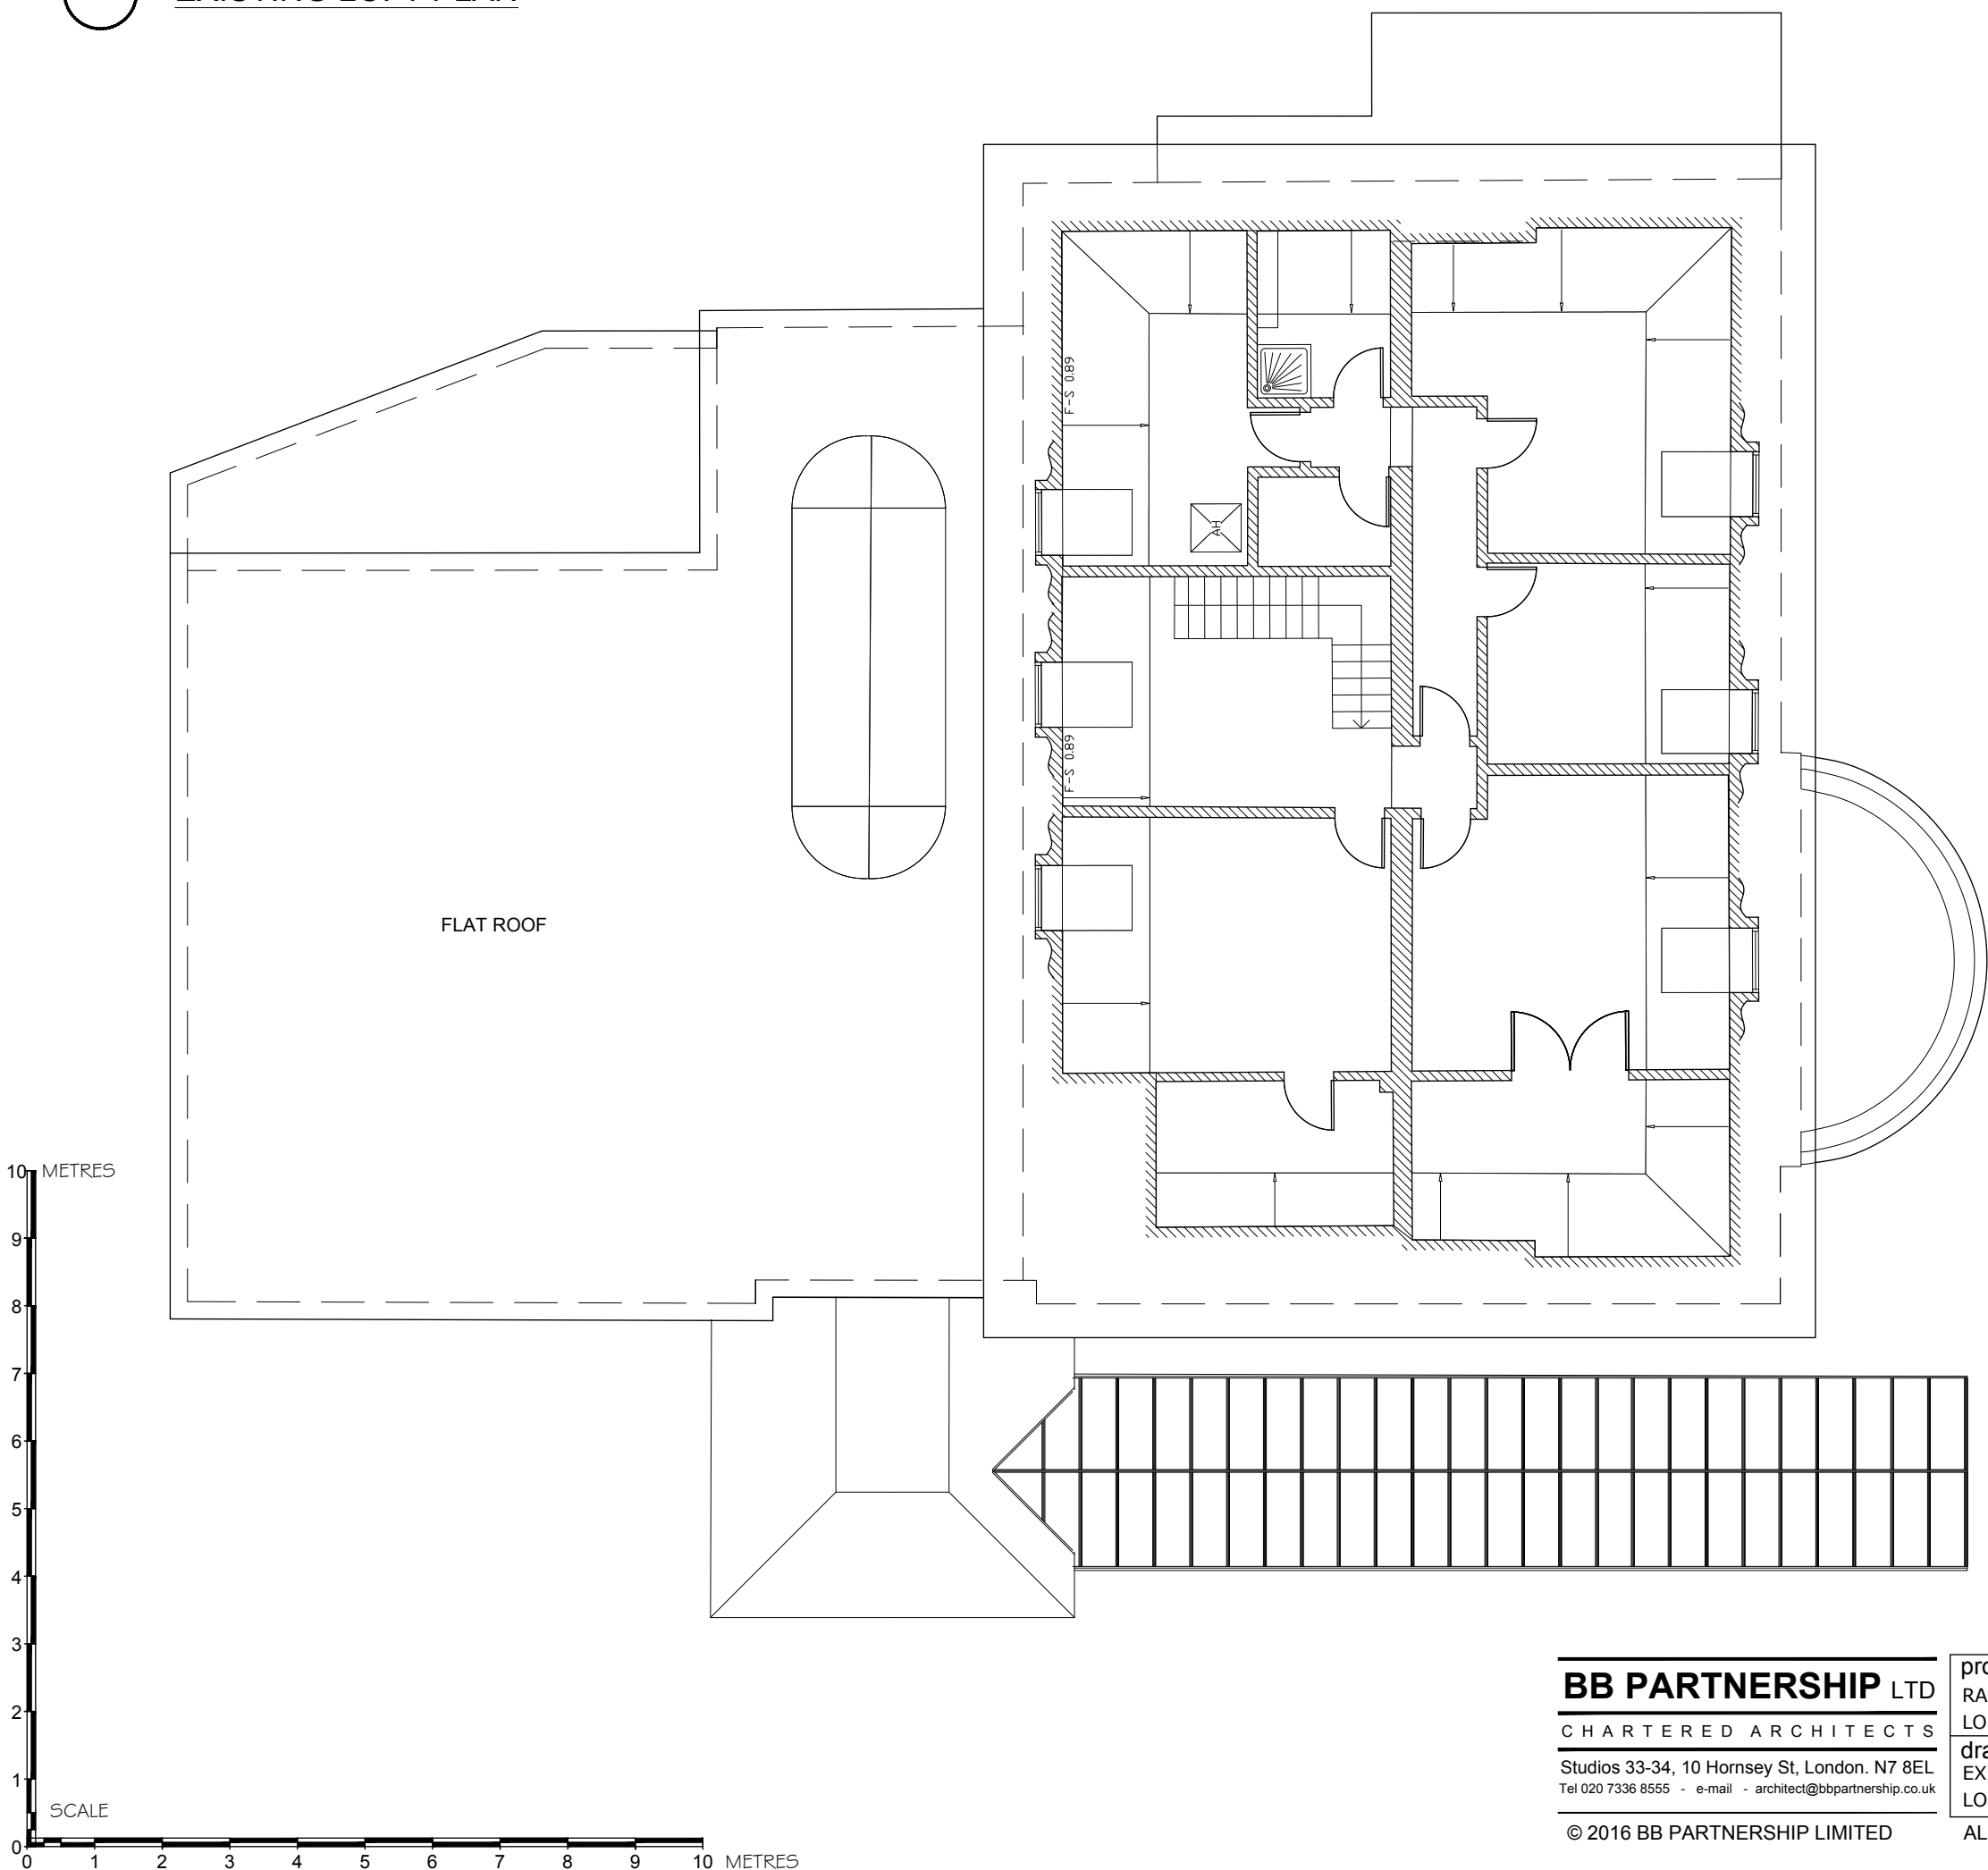 EXISTING LOFT PLAN
F-S 0.89
AH
F-S 0.89
FLAT ROOF
10 METRES
9
8
7
6
5
4
3
2
1
SCALE
0
0 1 2 3 4 5 6 7 8 9 10 METRES
BB PARTNERSHIP LTD
CHARTERED ARCHITECTS
Studios 33-34, 10 Hornsey St, London. N7 8EL
Tel 020 7336 8555 - e-mail - architect@bbpartnership.co.uk
© 2016 BB PARTNERSHIP LIMITED